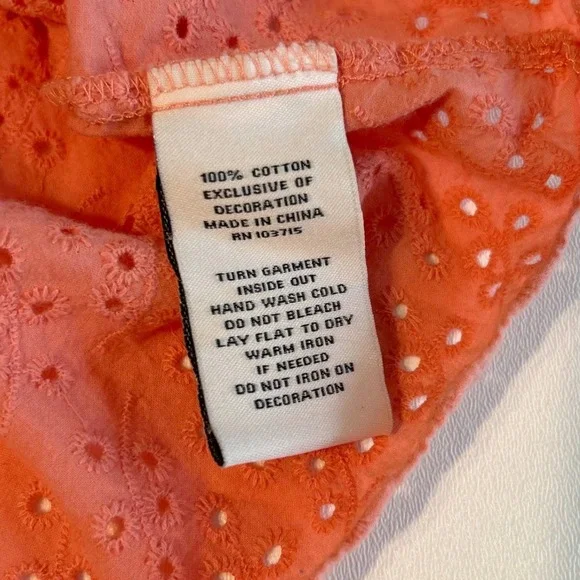 100% COTTON
EXCLUSIVE OF
DECORATION
MADE IN CHINA
RN 103715
TURN GARMENT
INSIDE OUT
HAND WASH COLD
DO NOT BLEACH
LAY FLAT TO DRY
WARM IRON
IF NEEDED
DO NOT IRON ON
DECORATION